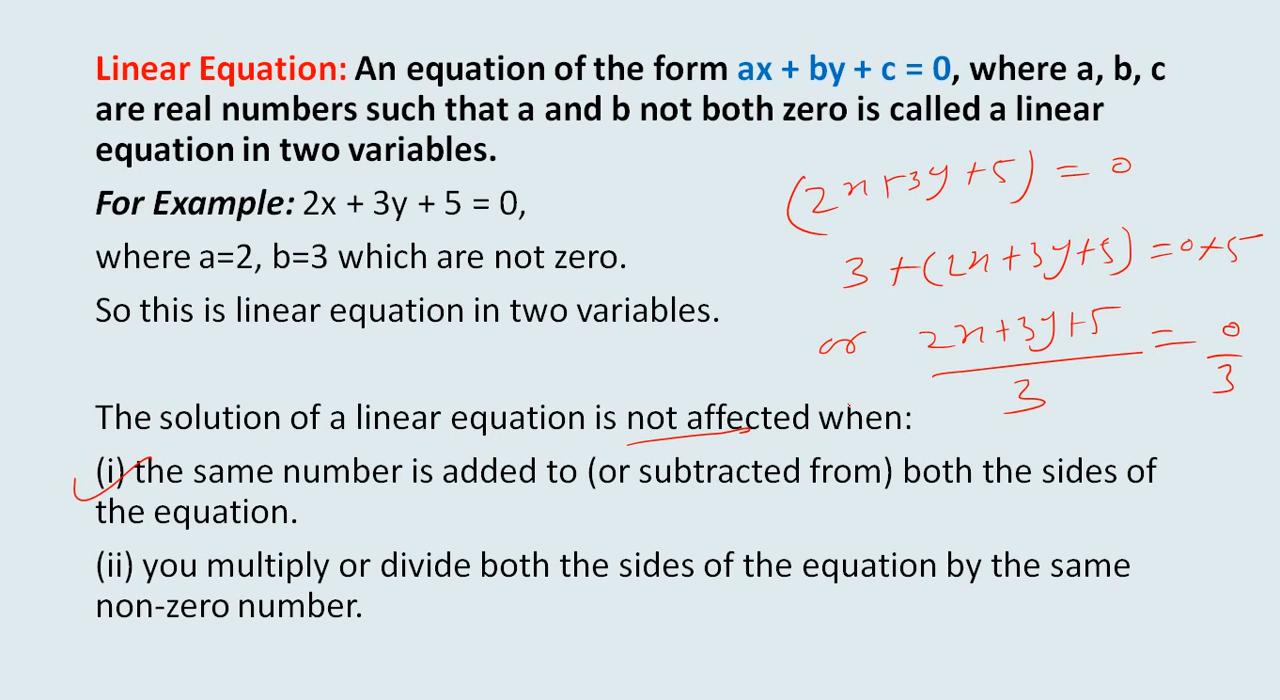 Linear Equation: An equation of the form ax + by + c = 0, where a, b, c
are real numbers such that a and b not both zero is called a linear
equation in two variables.
(2x+3y+5) = 0
For Example: 2x + 3y + 5 = 0,
where a=2, b=3 which are not zero.
3 +(2x+3y+5) = 0+5
So this is linear equation in two variables.
or 2x+3y+5 / 3 = 0 / 3
The solution of a linear equation is not affected when:
(i) the same number is added to (or subtracted from) both the sides of
the equation.
(ii) you multiply or divide both the sides of the equation by the same
non-zero number.